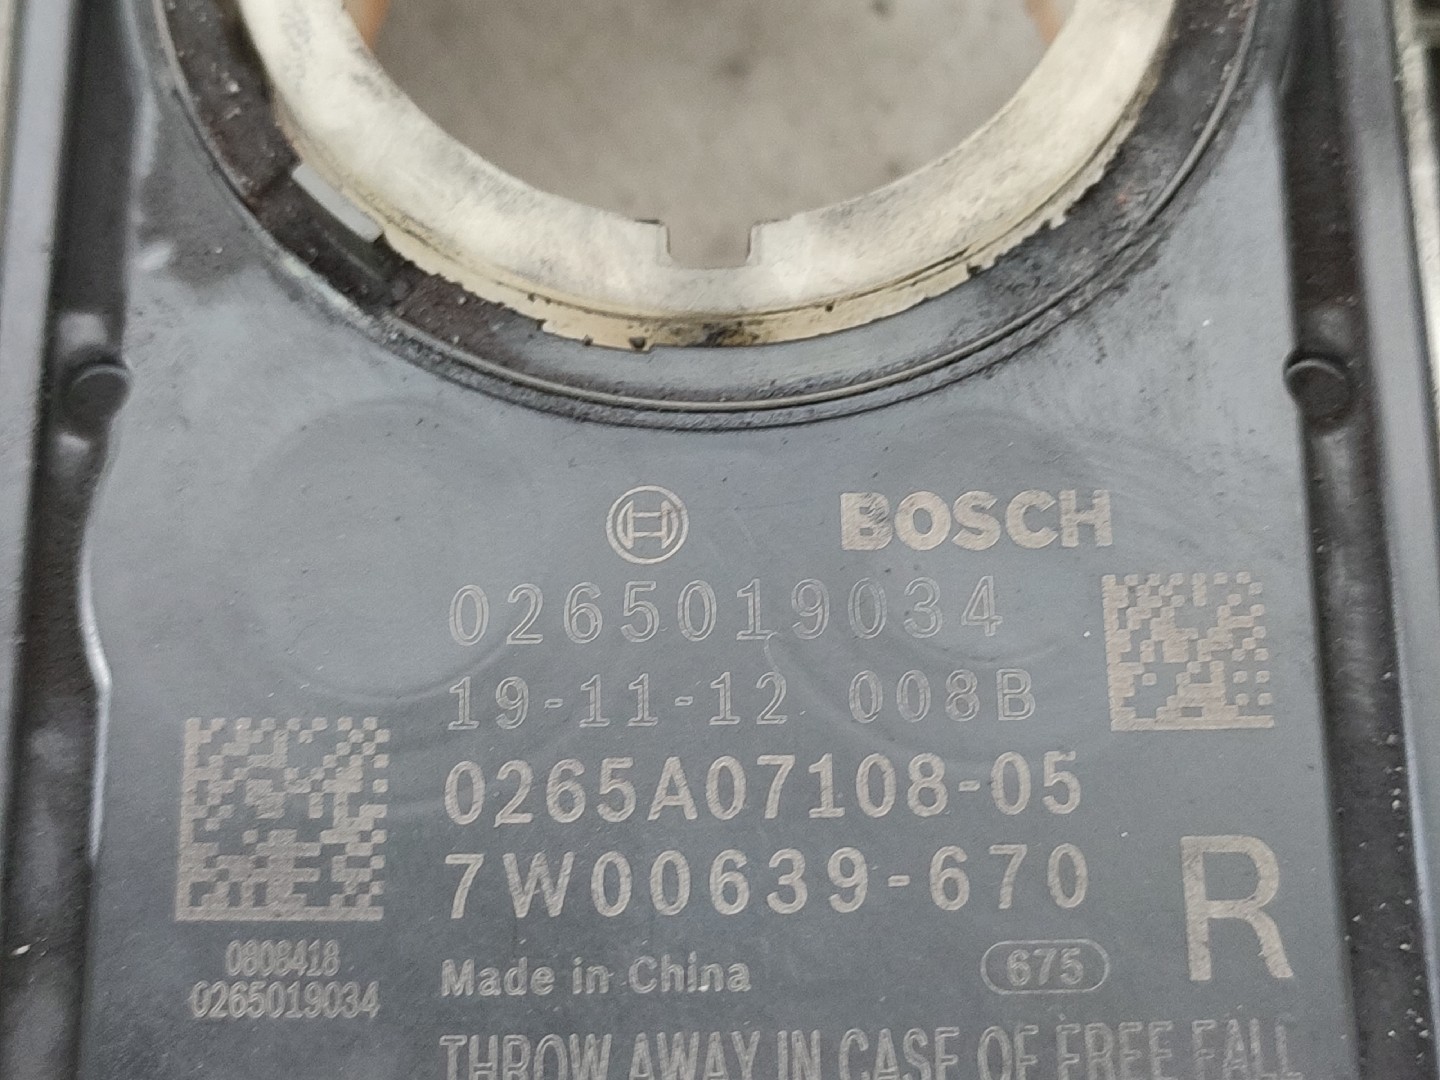 BOSCH
0265019034
19-11-12 008B
0265A07108-05
7W00639-670
R
0808418
0265019034
Made in China
675
THROW AWAY IN CASE OF FREE FALL